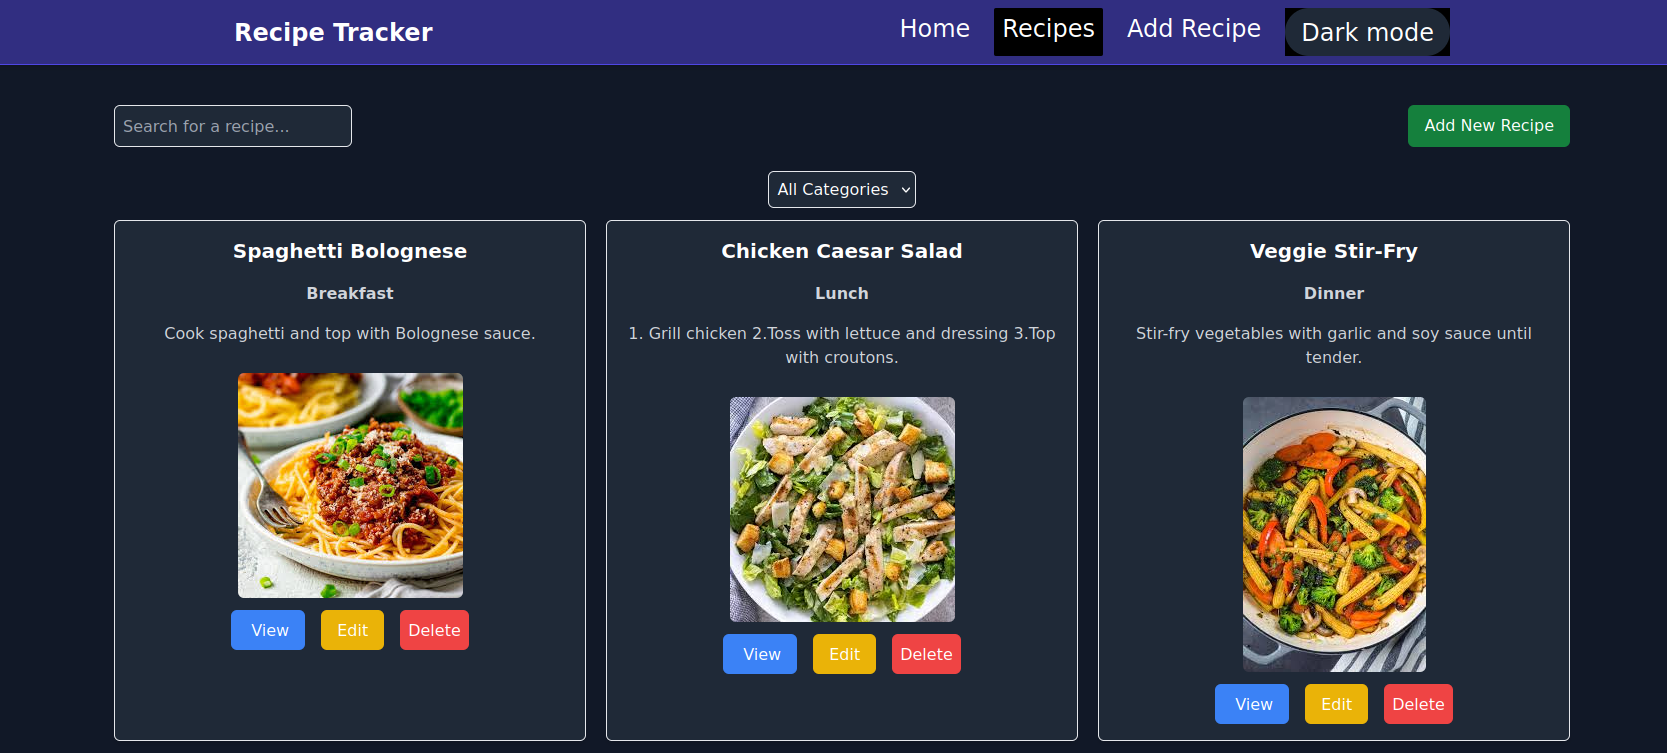 Recipe Tracker
Home
Recipes
Add Recipe
Dark mode
Search for a recipe...
Add New Recipe
All Categories
Spaghetti Bolognese
Breakfast
Cook spaghetti and top with Bolognese sauce.
View
Edit
Delete
Chicken Caesar Salad
Lunch
1. Grill chicken 2.Toss with lettuce and dressing 3.Top
with croutons.
View
Edit
Delete
Veggie Stir-Fry
Dinner
Stir-fry vegetables with garlic and soy sauce until
tender.
View
Edit
Delete